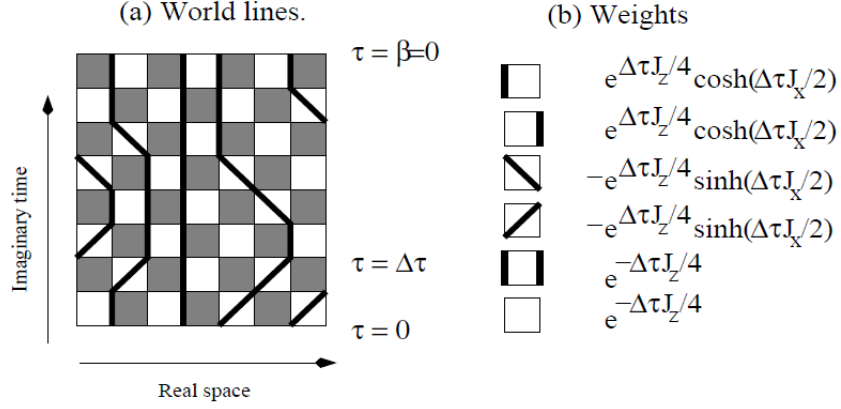 (a) World lines.
τ = β=0
τ = Δτ
τ = 0
Imaginary time
Real space
(b) Weights
e^{ΔτJ_z/4} cosh(ΔτJ_x/2)
e^{ΔτJ_z/4} cosh(ΔτJ_x/2)
−e^{ΔτJ_z/4} sinh(ΔτJ_x/2)
−e^{ΔτJ_z/4} sinh(ΔτJ_x/2)
e^{−ΔτJ_z/4}
e^{−ΔτJ_z/4}